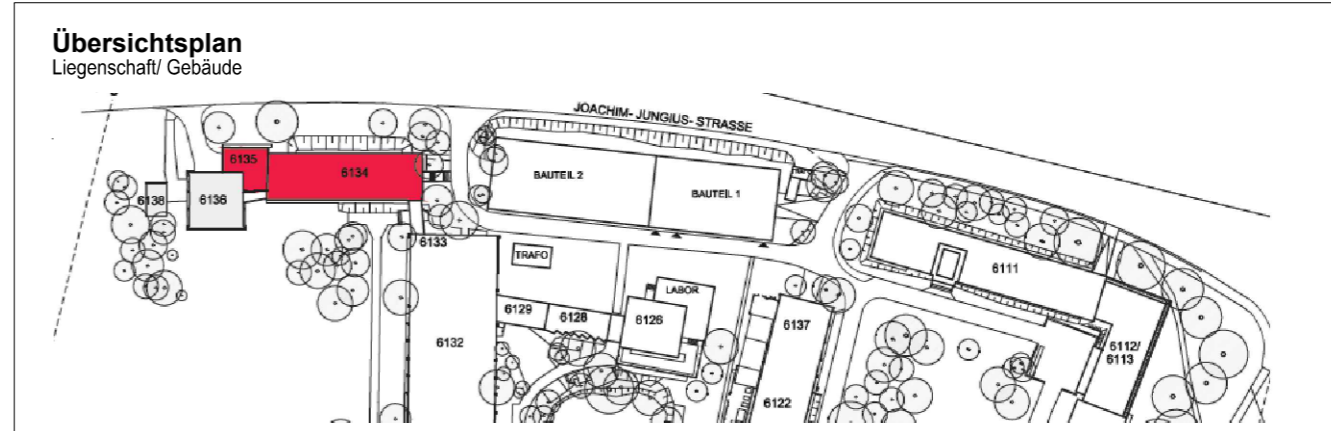 Übersichtsplan
Liegenschaft/ Gebäude
JOACHIM- JUNGIUS- STRASSE
6135
6134
BAUTEIL 2
BAUTEIL 1
6138
6136
6133
TRAFO
6111
LABOR
6129
6128
6126
6137
6132
6112/
6113
6122